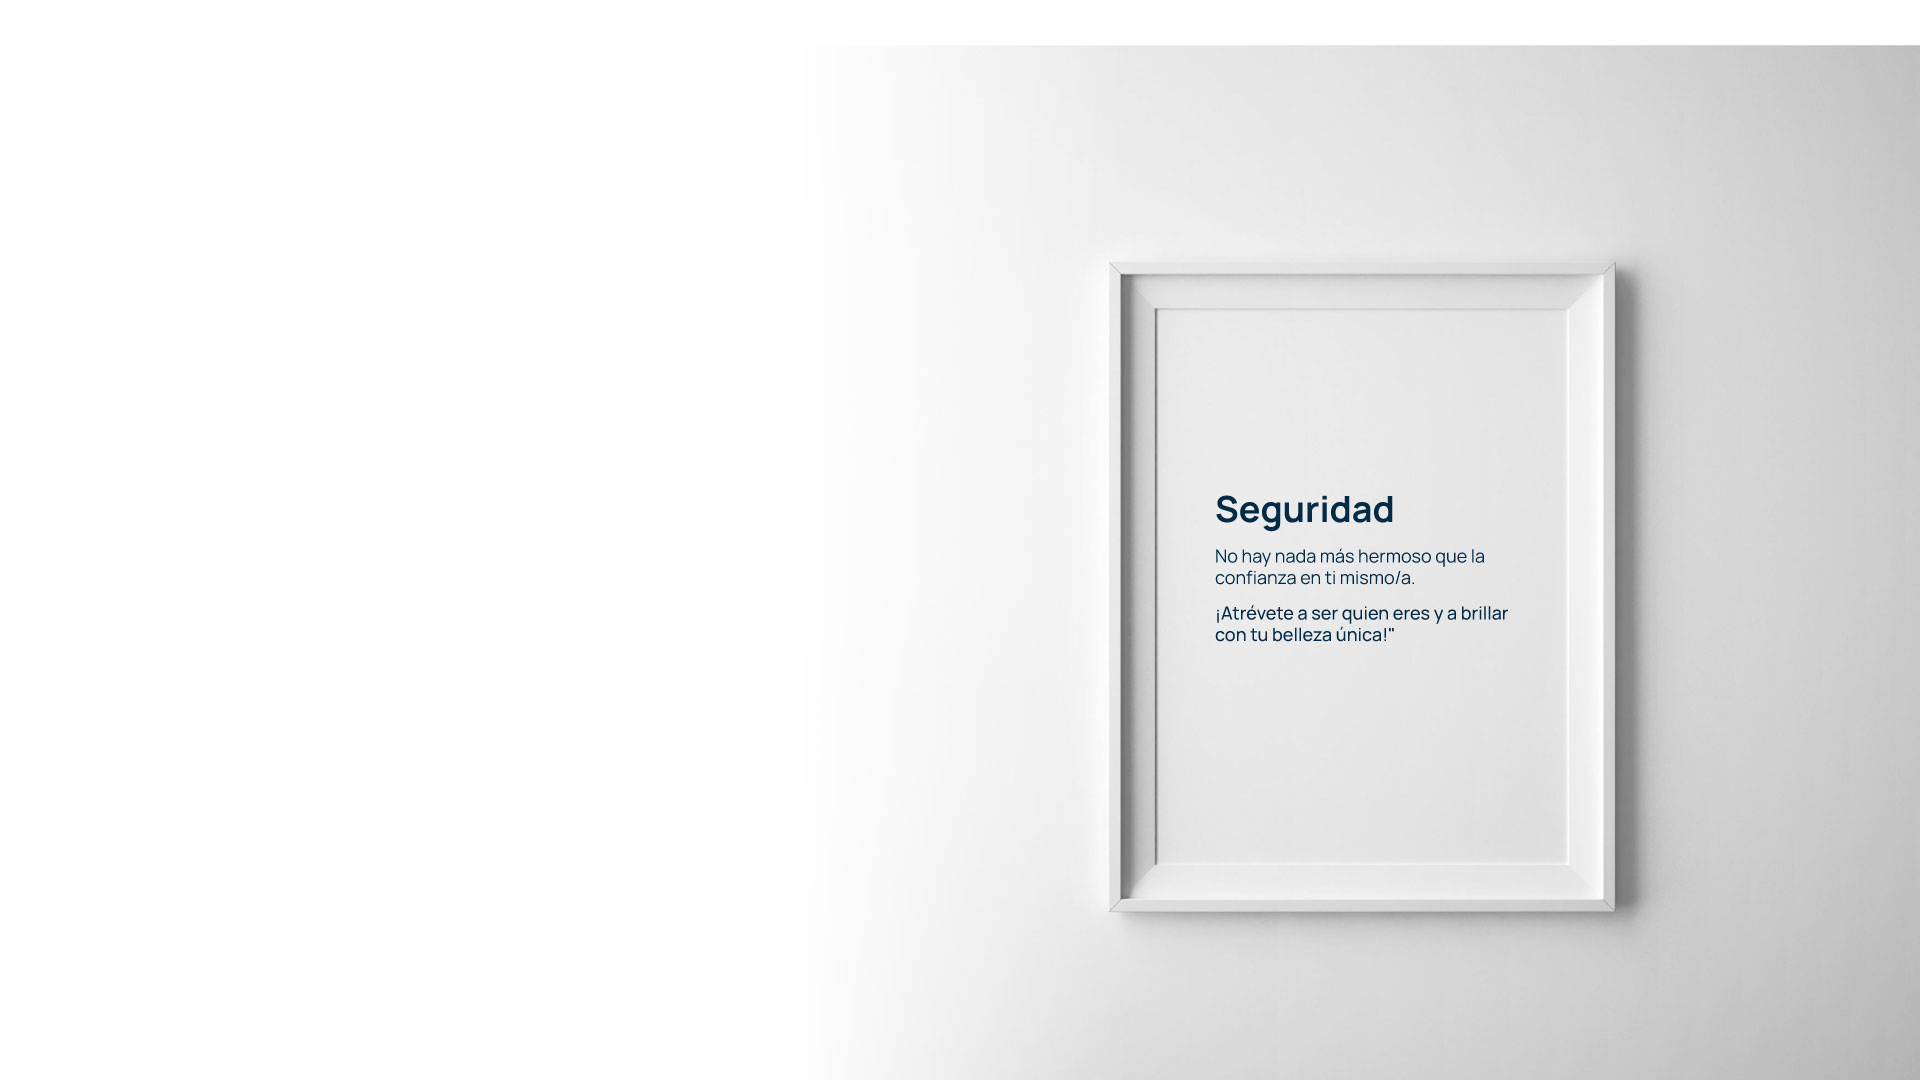 Seguridad
No hay nada más hermoso que la
confianza en ti mismo/a.
¡Atrévete a ser quien eres y a brillar
con tu belleza única!"